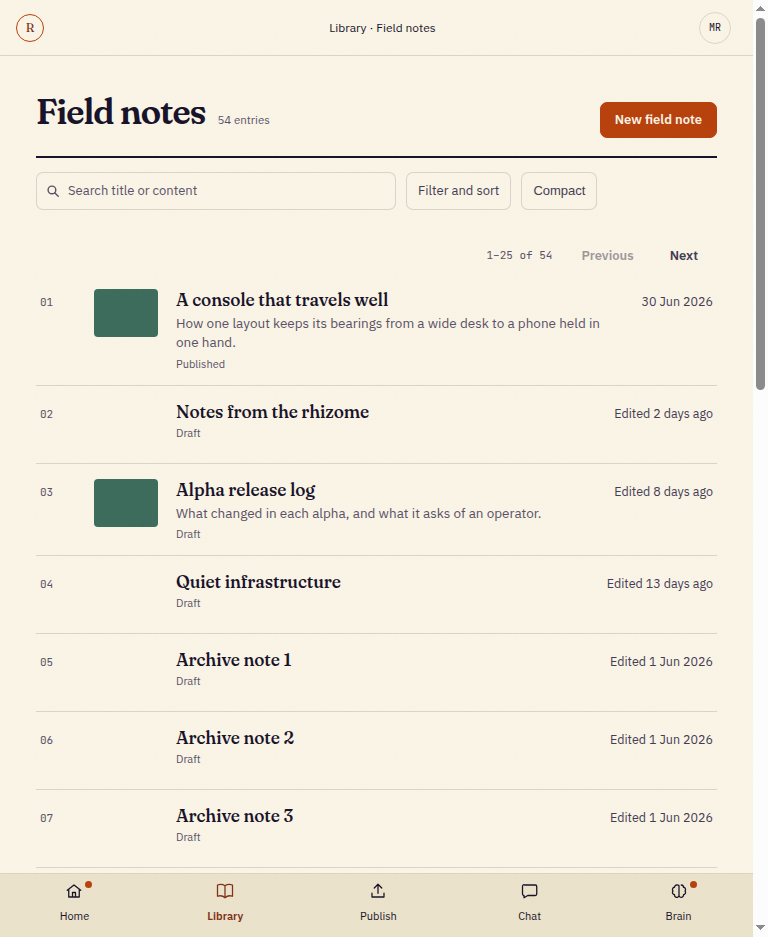 R
Library · Field notes
MR
Field notes
54 entries
New field note
Search title or content
Filter and sort
Compact
1–25 of 54
Previous
Next
01
A console that travels well
30 Jun 2026
How one layout keeps its bearings from a wide desk to a phone held in
one hand.
Published
02
Notes from the rhizome
Edited 2 days ago
Draft
03
Alpha release log
Edited 8 days ago
What changed in each alpha, and what it asks of an operator.
Draft
04
Quiet infrastructure
Edited 13 days ago
Draft
05
Archive note 1
Edited 1 Jun 2026
Draft
06
Archive note 2
Edited 1 Jun 2026
Draft
07
Archive note 3
Edited 1 Jun 2026
Draft
Home
Library
Publish
Chat
Brain